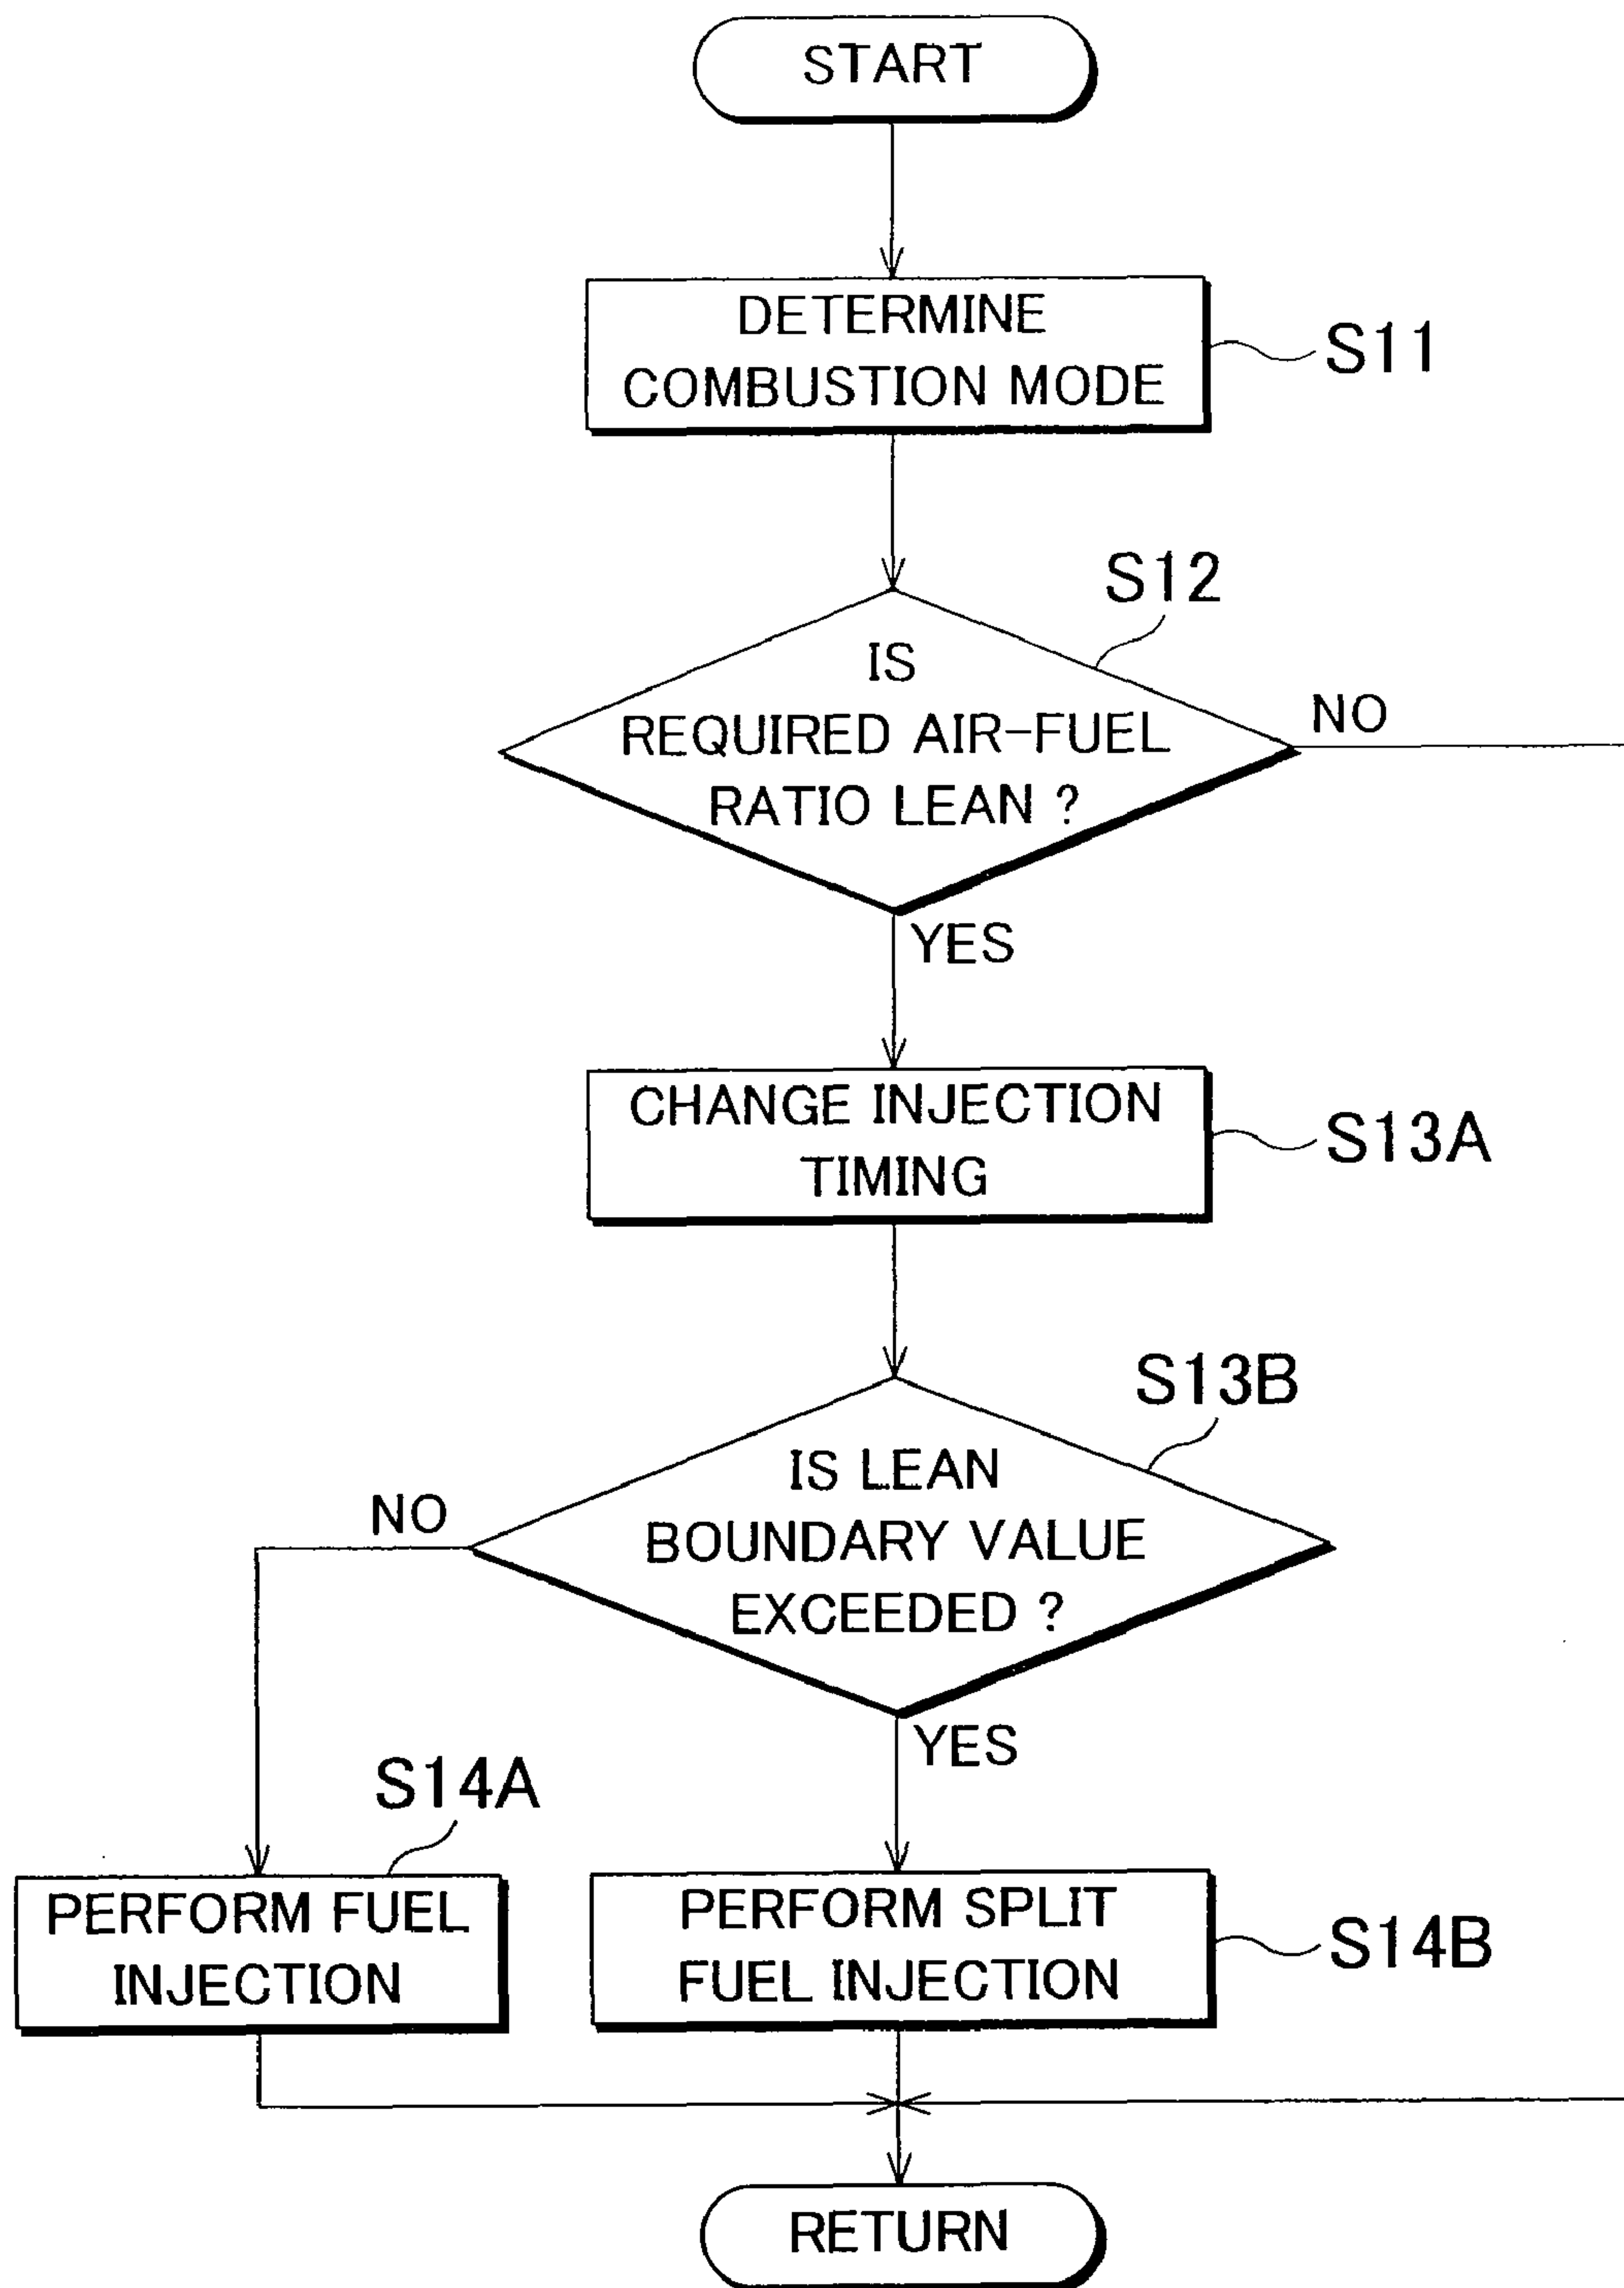 START
DETERMINE
COMBUSTION MODE
S11
S12
IS
REQUIRED AIR-FUEL
RATIO LEAN ?
NO
YES
CHANGE INJECTION
TIMING
S13A
S13B
IS LEAN
BOUNDARY VALUE
EXCEEDED ?
NO
YES
S14A
PERFORM FUEL
INJECTION
PERFORM SPLIT
FUEL INJECTION
S14B
RETURN